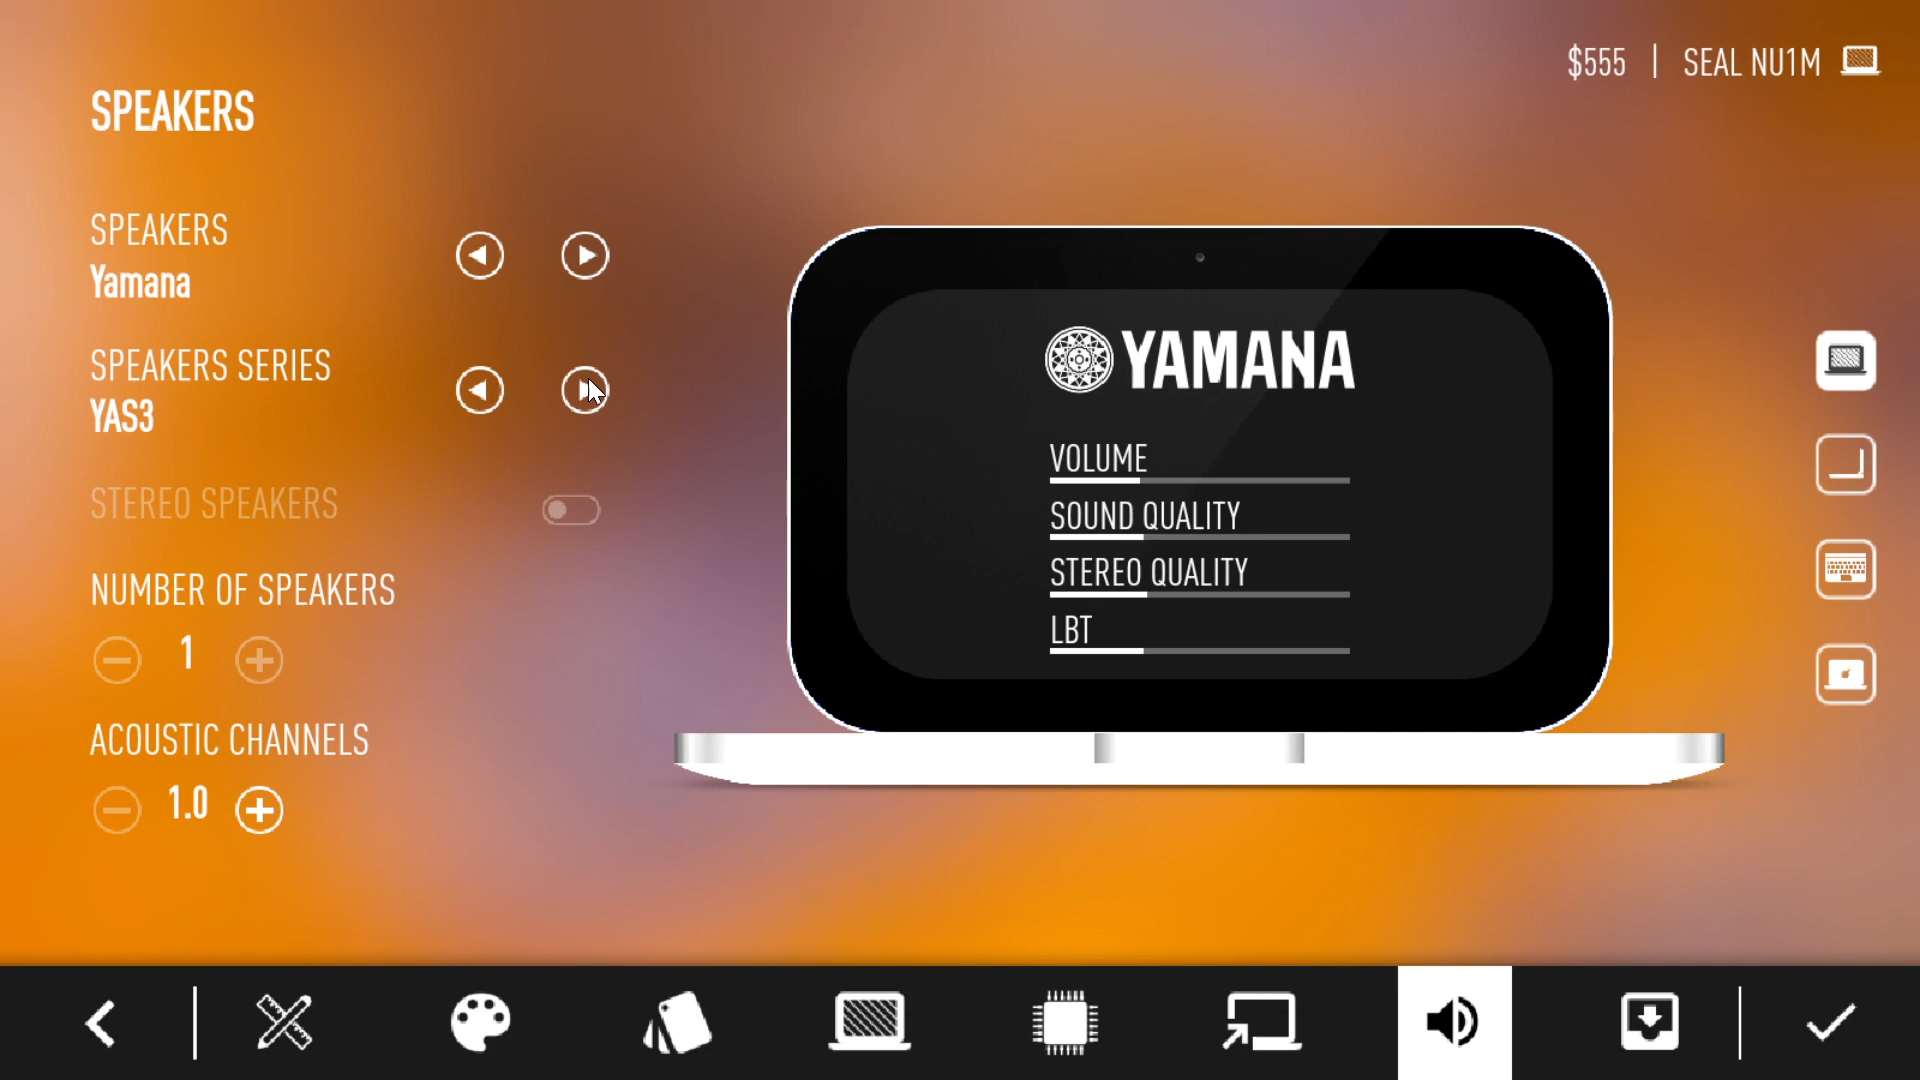 $555 | SEAL NU1M
SPEAKERS
SPEAKERS
Yamana
SPEAKERS SERIES
YAS3
STEREO SPEAKERS
NUMBER OF SPEAKERS
1
ACOUSTIC CHANNELS
1.0
YAMANA
VOLUME
SOUND QUALITY
STEREO QUALITY
LBT